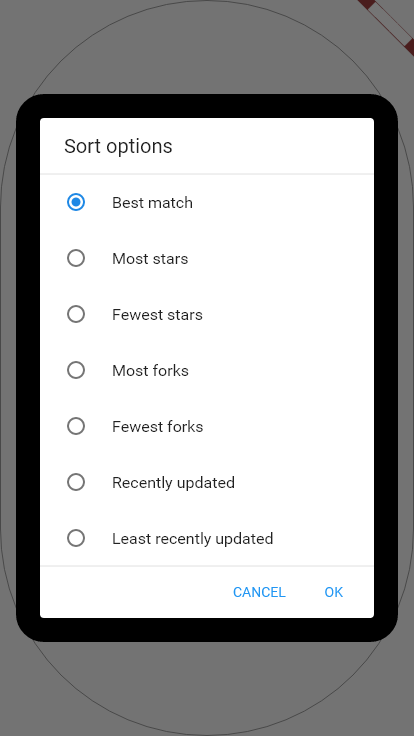 Sort options
Best match
Most stars
Fewest stars
Most forks
Fewest forks
Recently updated
Least recently updated
CANCEL OK